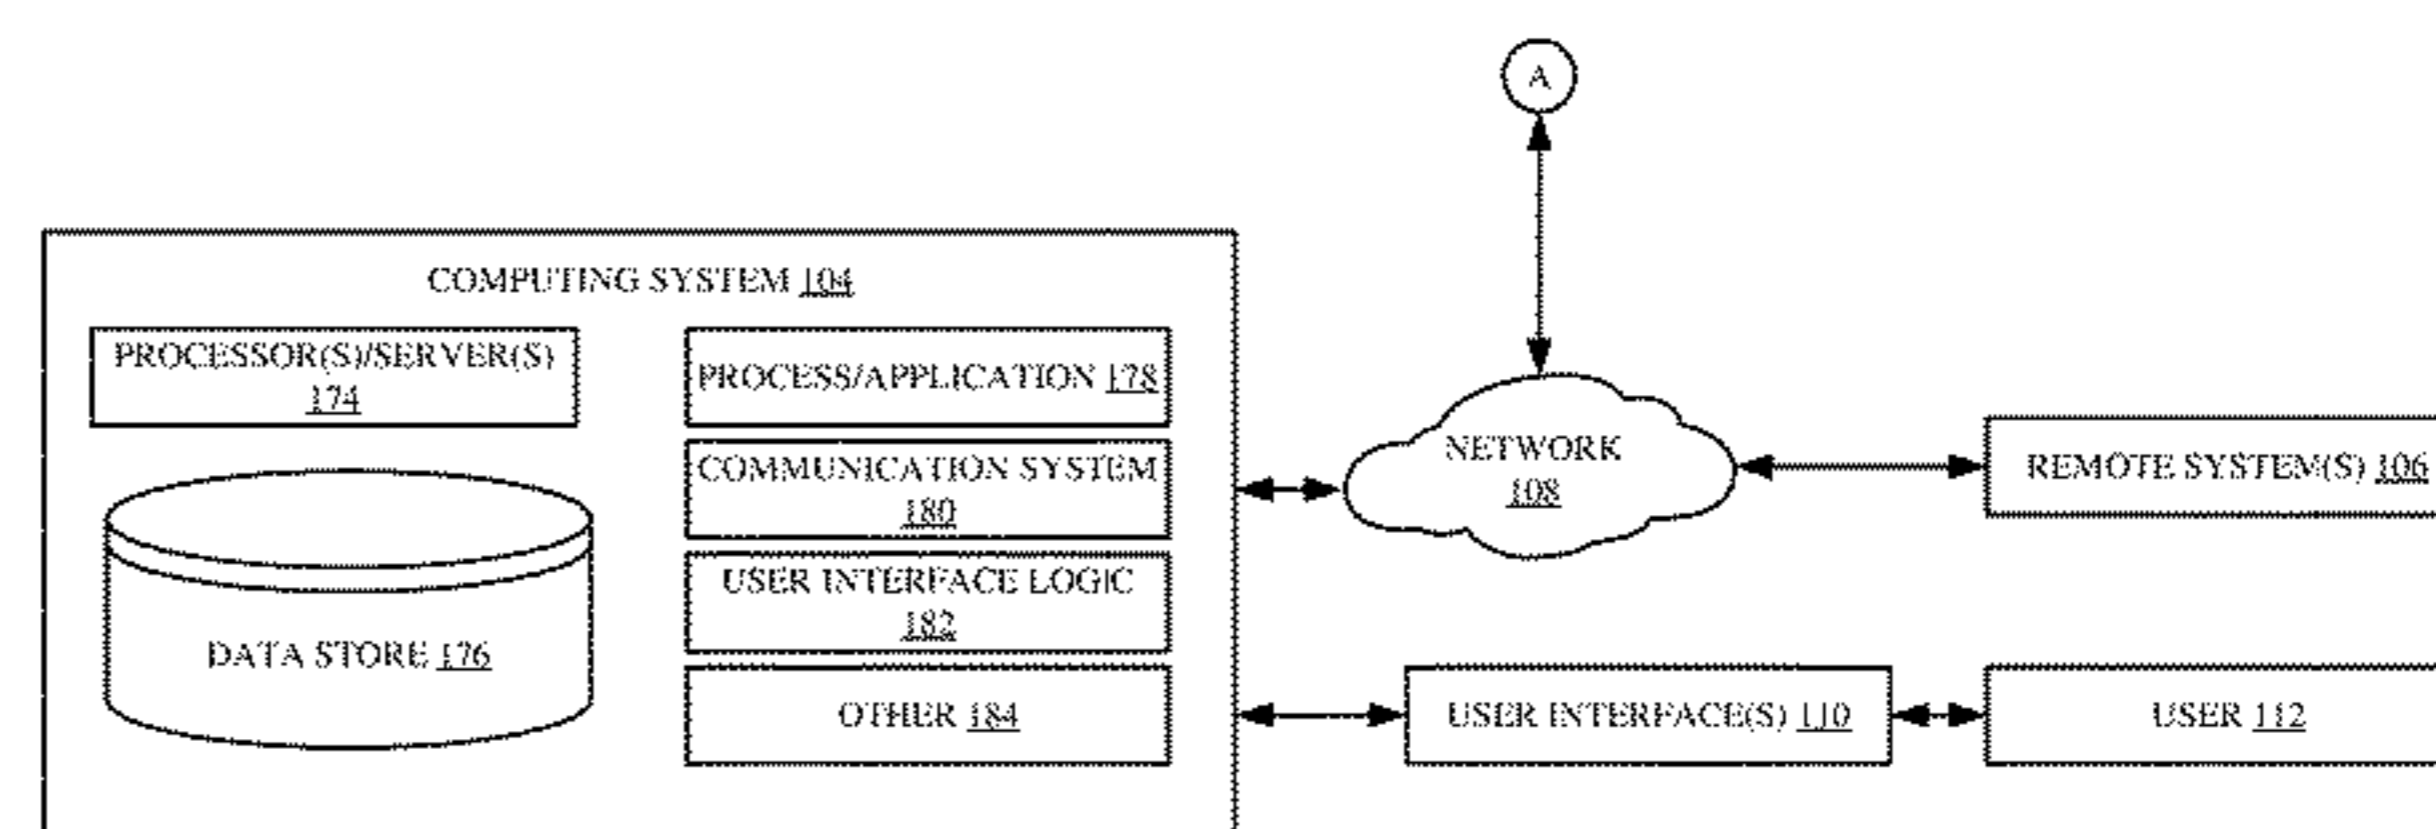 A
COMPUTING SYSTEM 104
PROCESSOR(S)/SERVER(S)
174
PROCESS/APPLICATION 178
COMMUNICATION SYSTEM
180
USER INTERFACE LOGIC
182
OTHER 184
DATA STORE 176
NETWORK
108
REMOTE SYSTEM(S) 106
USER INTERFACE(S) 110
USER 112